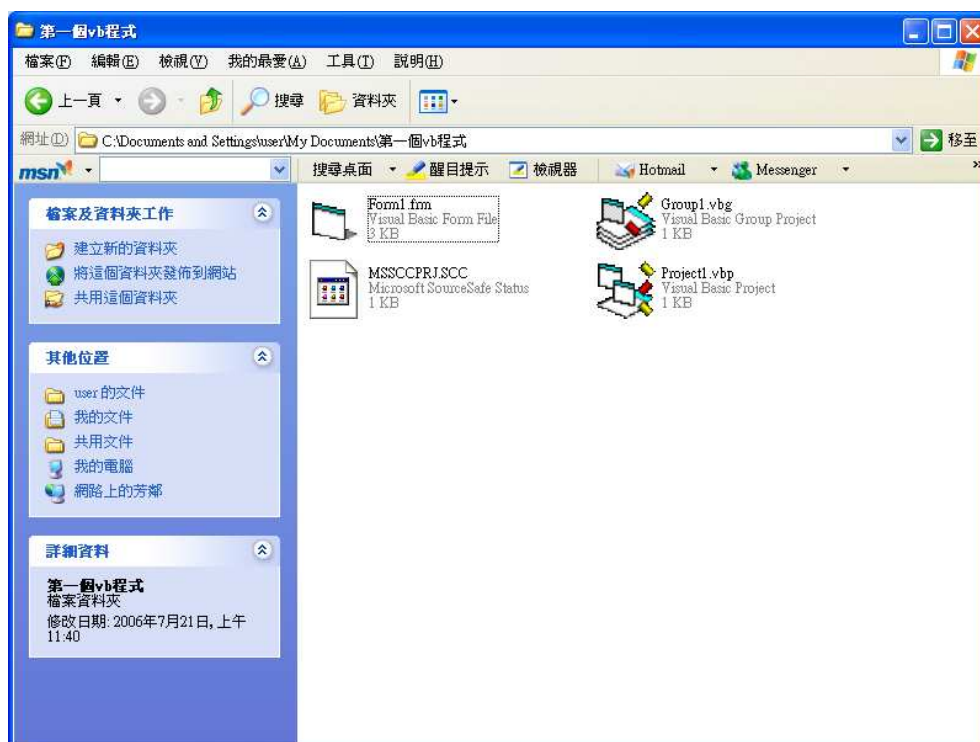 第一個vb程式
檔案(F) 編輯(E) 檢視(V) 我的最愛(A) 工具(T) 說明(H)
上一頁 搜尋 資料夾
網址(D) C:\Documents and Settings\user\My Documents\第一個vb程式 移至
msn 搜尋桌面 醒目提示 檢視器 Hotmail Messenger »
檔案及資料夾工作
建立新的資料夾
將這個資料夾發佈到網站
共用這個資料夾
其他位置
user 的文件
我的文件
共用文件
我的電腦
網路上的芳鄰
詳細資料
第一個vb程式
檔案資料夾
修改日期: 2006年7月21日, 上午
11:40
Form1.frm
Visual Basic Form File
3 KB
Group1.vbg
Visual Basic Group Project
1 KB
MSSCCPRJ.SCC
Microsoft SourceSafe Status
1 KB
Project1.vbp
Visual Basic Project
1 KB